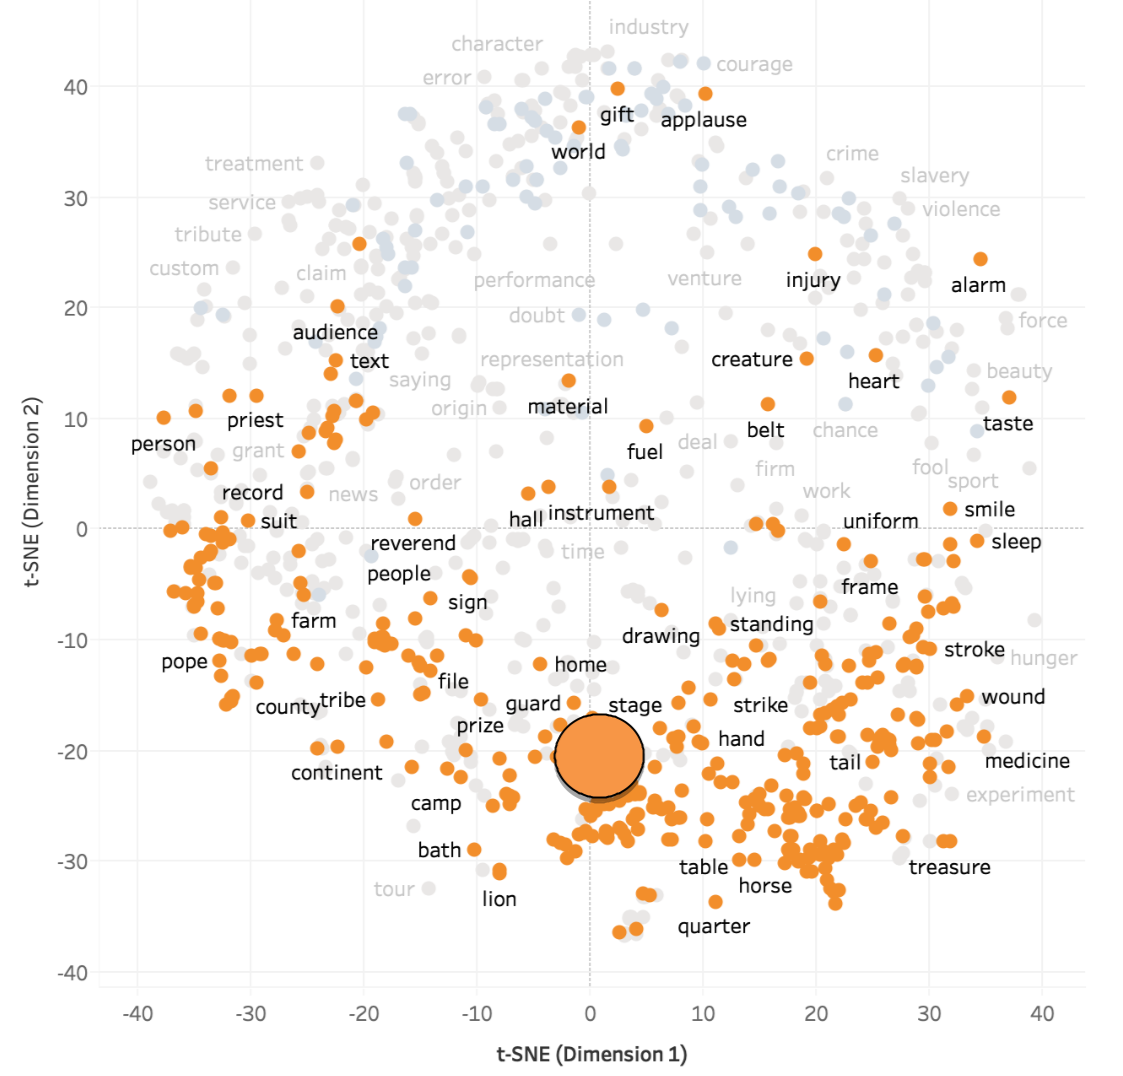 industry
character
error
courage
40
gift
applause
world
treatment
crime
slavery
30
service
violence
tribute
custom
claim
performance
venture
injury
alarm
20
doubt
force
audience
text
representation
creature
beauty
saying
heart
origin
material
taste
10
priest
belt
person
chance
grant
fuel
deal
fool
firm
sport
record
news
order
work
suit
hall
instrument
uniform
smile
0
reverend
time
sleep
people
frame
sign
lying
farm
drawing
standing
-10
pope
home
stroke
hunger
file
county
tribe
guard
stage
strike
wound
prize
hand
-20
continent
tail
medicine
camp
experiment
bath
-30
tour
lion
table
horse
treasure
quarter
-40
-40
-30
-20
-10
0
10
20
30
40
t-SNE (Dimension 1)
t-SNE (Dimension 2)